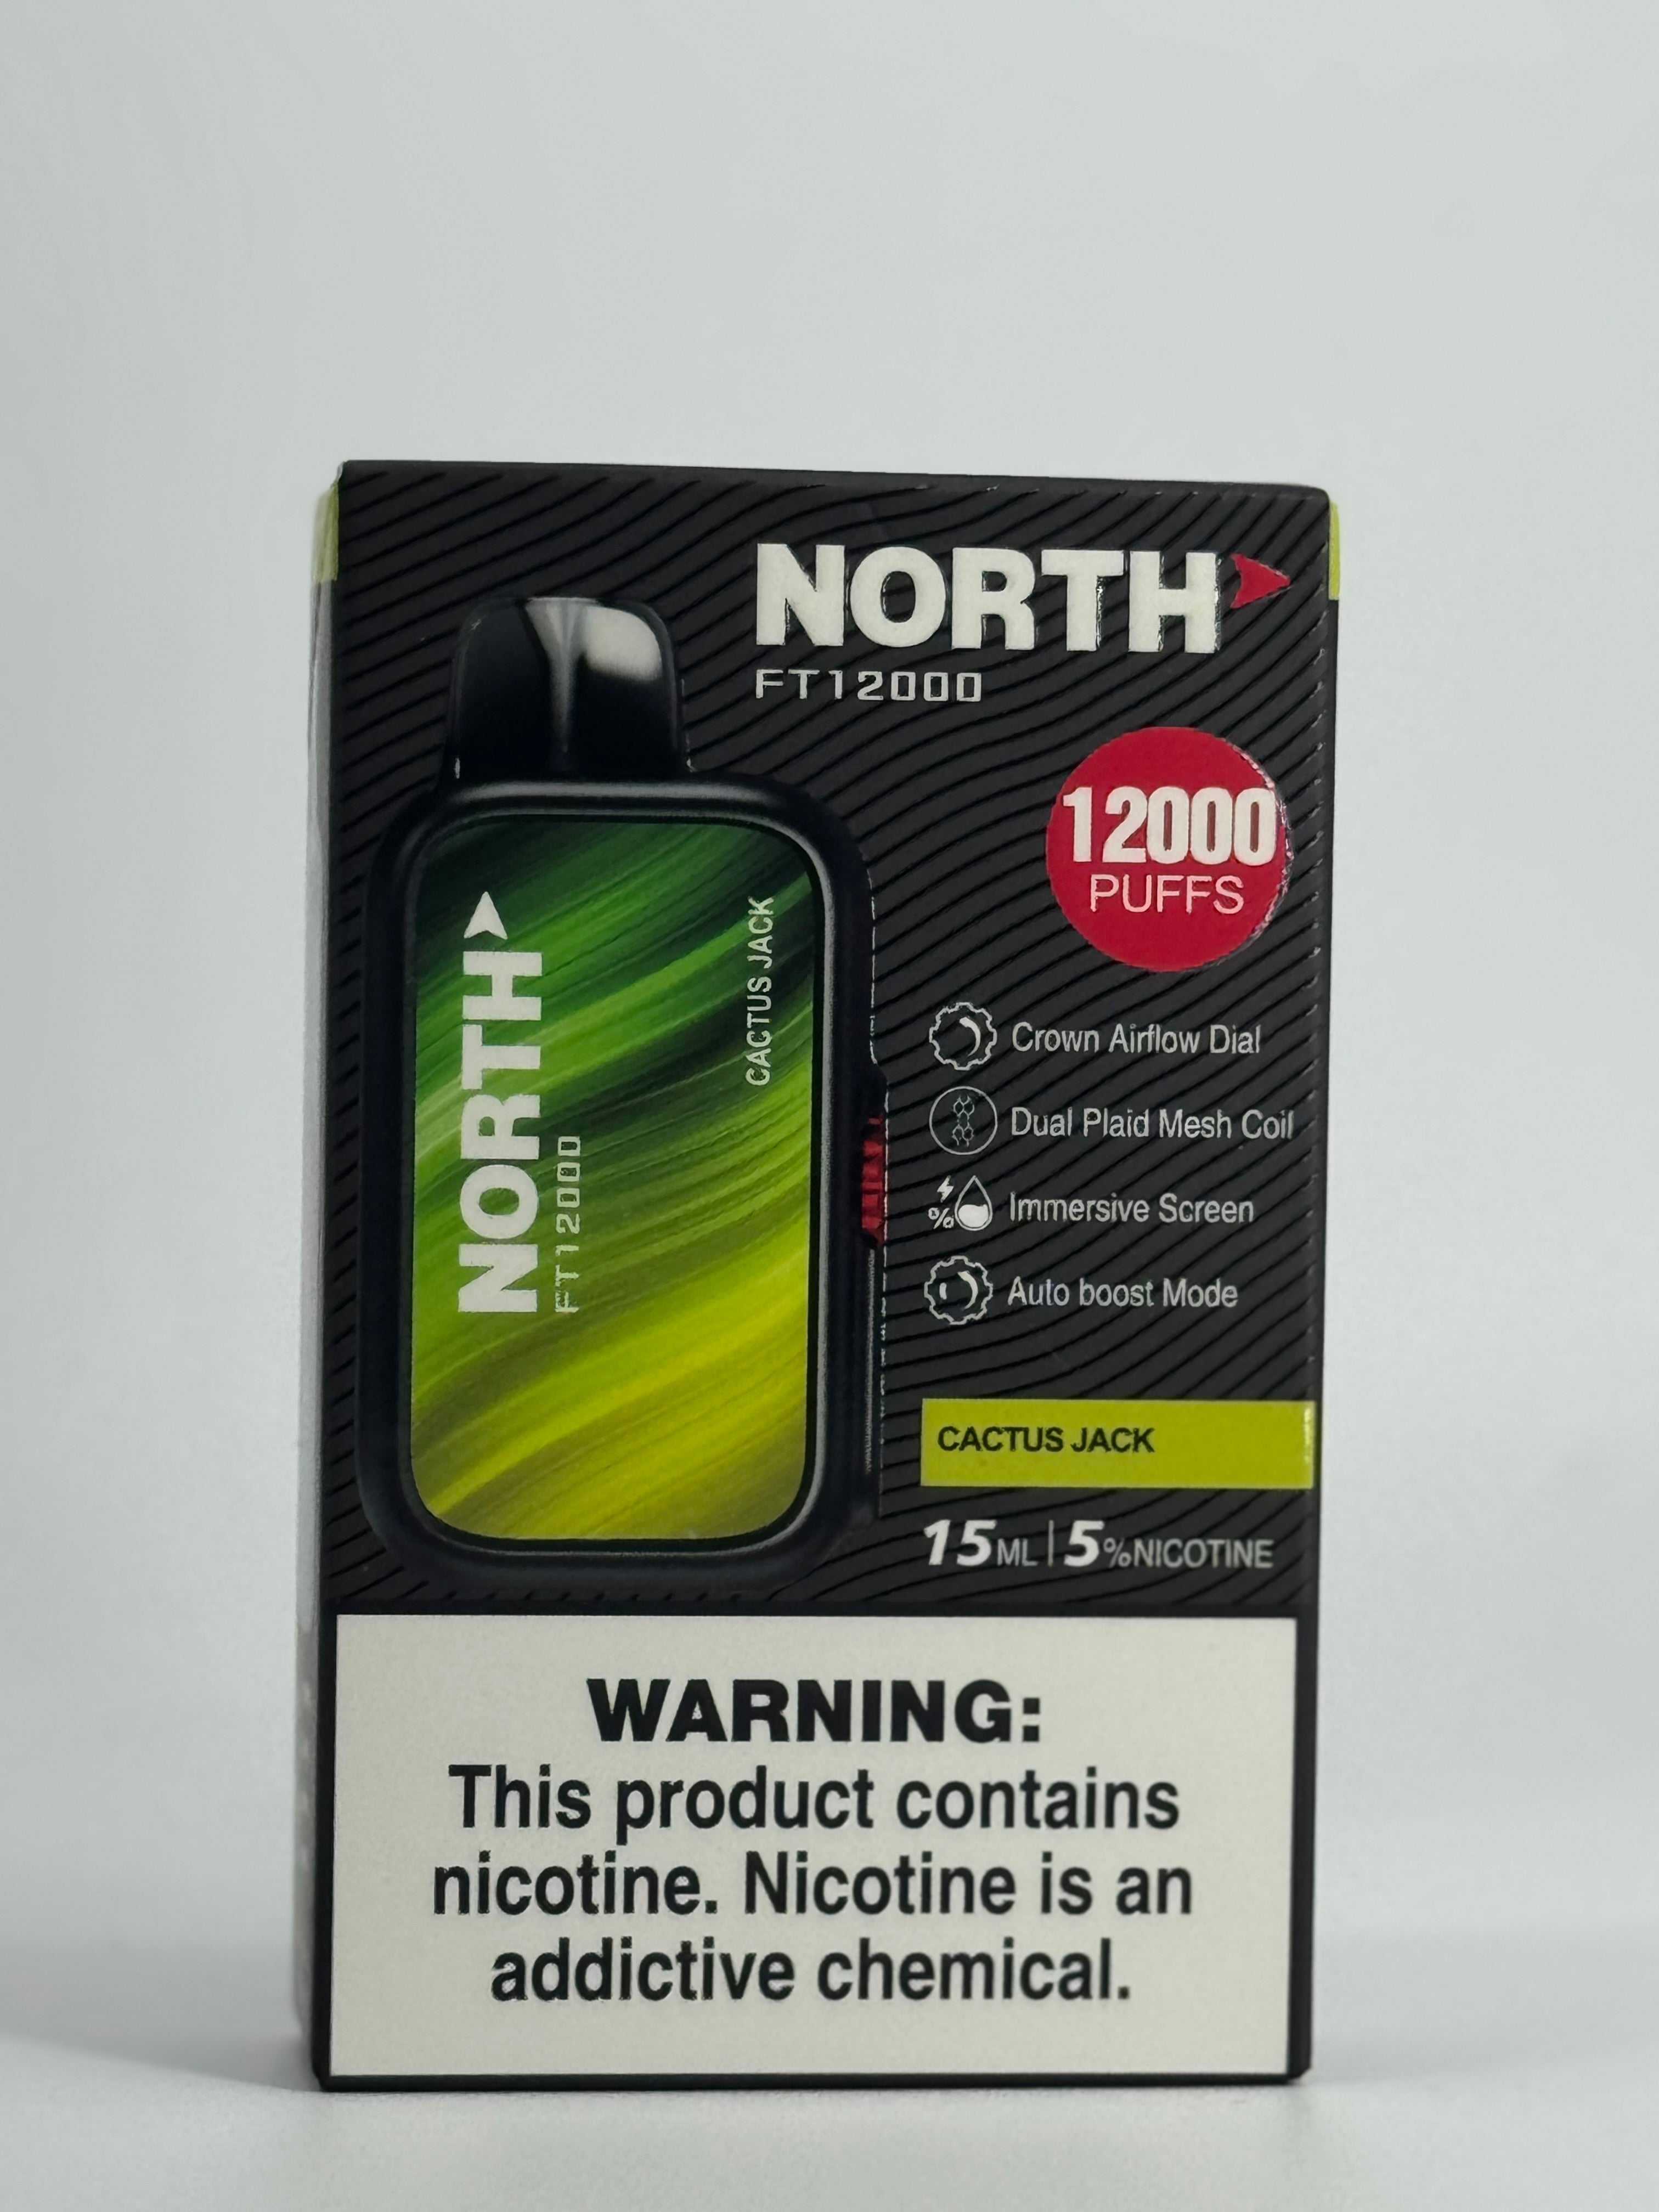 NORTH
FT12000
12000
PUFFS
NORTH
FT12000
CACTUS JACK
Crown Airflow Dial
Dual Plaid Mesh Coil
% Immersive Screen
Auto boost Mode
CACTUS JACK
15ML | 5%NICOTINE
WARNING:
This product contains
nicotine. Nicotine is an
addictive chemical.